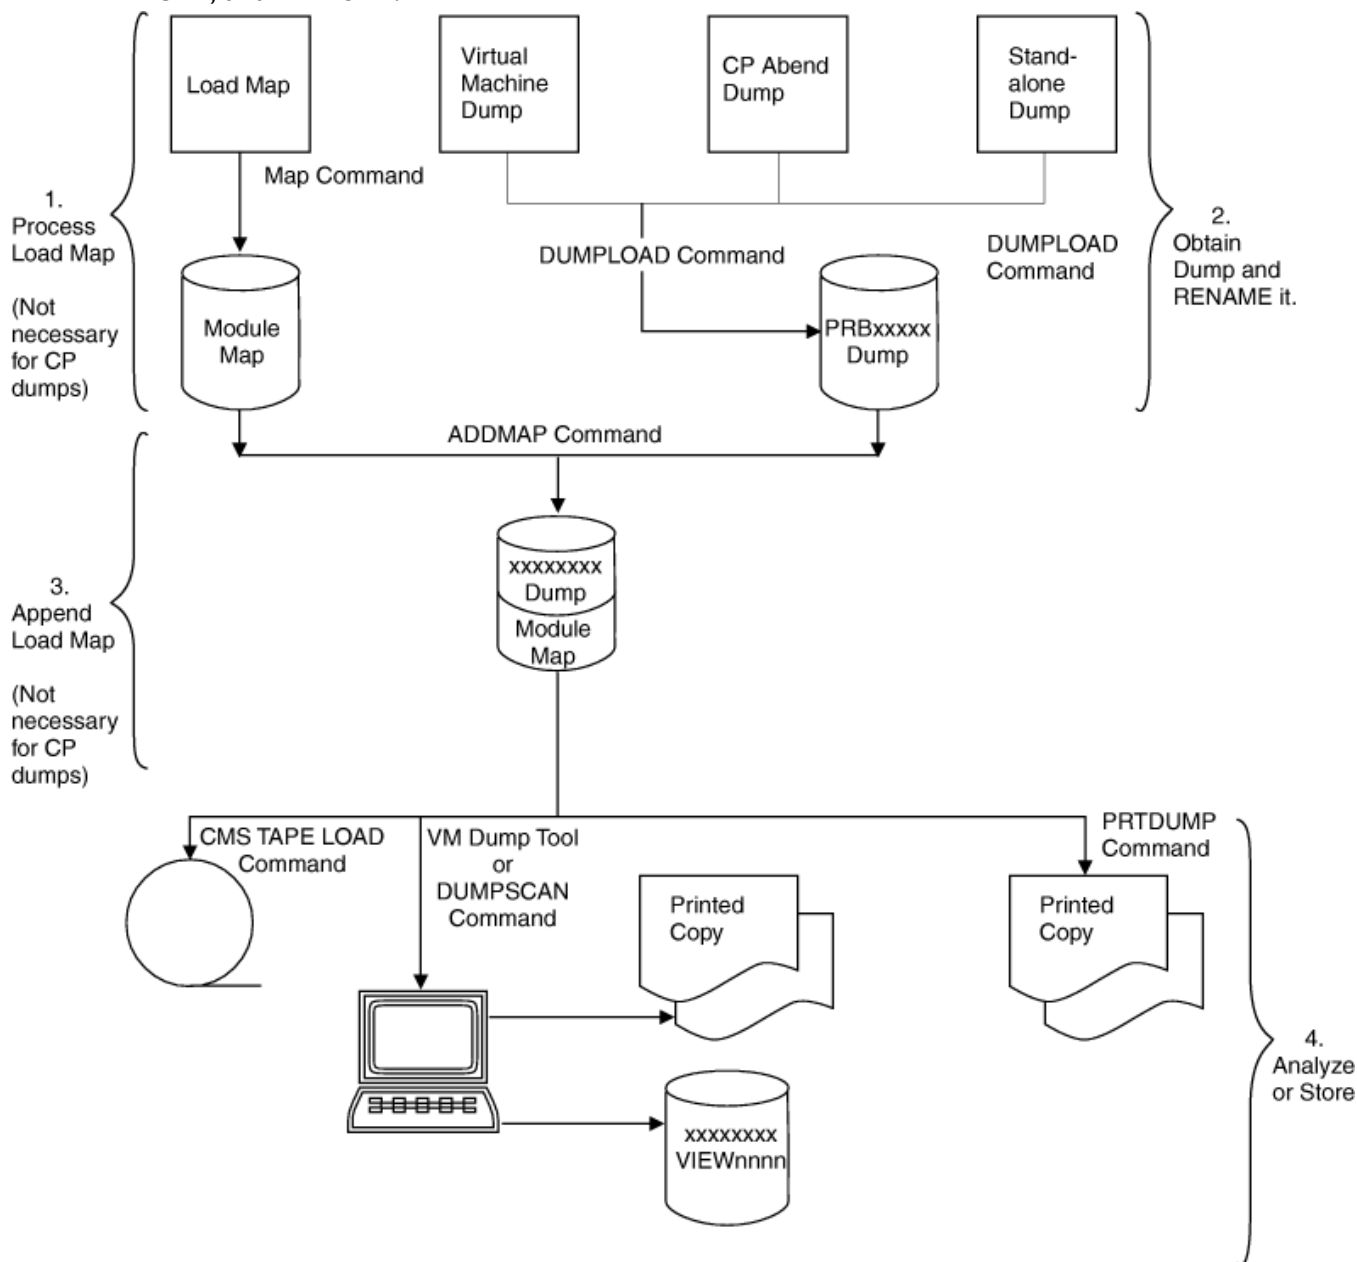 Load Map
Virtual
Machine
Dump
CP Abend
Dump
Stand-
alone
Dump
Map Command
1.
Process
Load Map
(Not
necessary
for CP
dumps)
DUMPLOAD Command
DUMPLOAD
Command
2.
Obtain
Dump and
RENAME it.
Module
Map
PRBxxxxx
Dump
ADDMAP Command
xxxxxxxx
Dump
Module
Map
3.
Append
Load Map
(Not
necessary
for CP
dumps)
CMS TAPE LOAD
Command
VM Dump Tool
or
DUMPSCAN
Command
PRTDUMP
Command
Printed
Copy
Printed
Copy
4.
Analyze
or Store
xxxxxxxx
VIEWnnnn